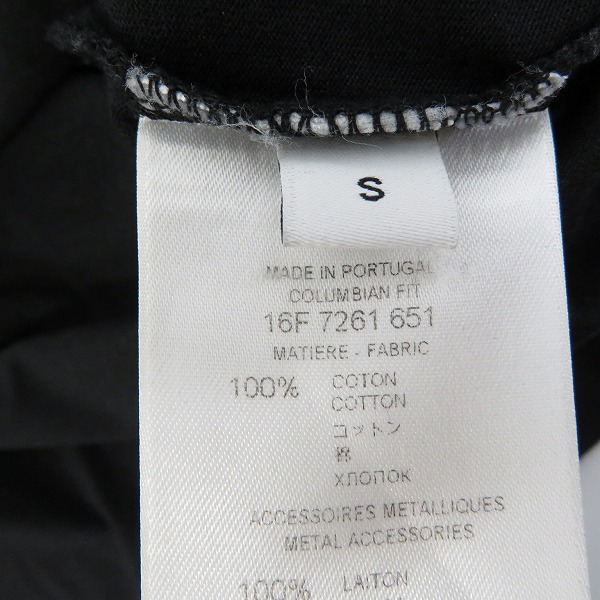 S
MADE IN PORTUGAL
COLUMBIAN FIT
16F 7261 651
MATIERE - FABRIC
100% COTON
COTTON
コットン
棉
ХЛОПОК
ACCESSOIRES METALLIQUES
METAL ACCESSORIES
100% LAITON